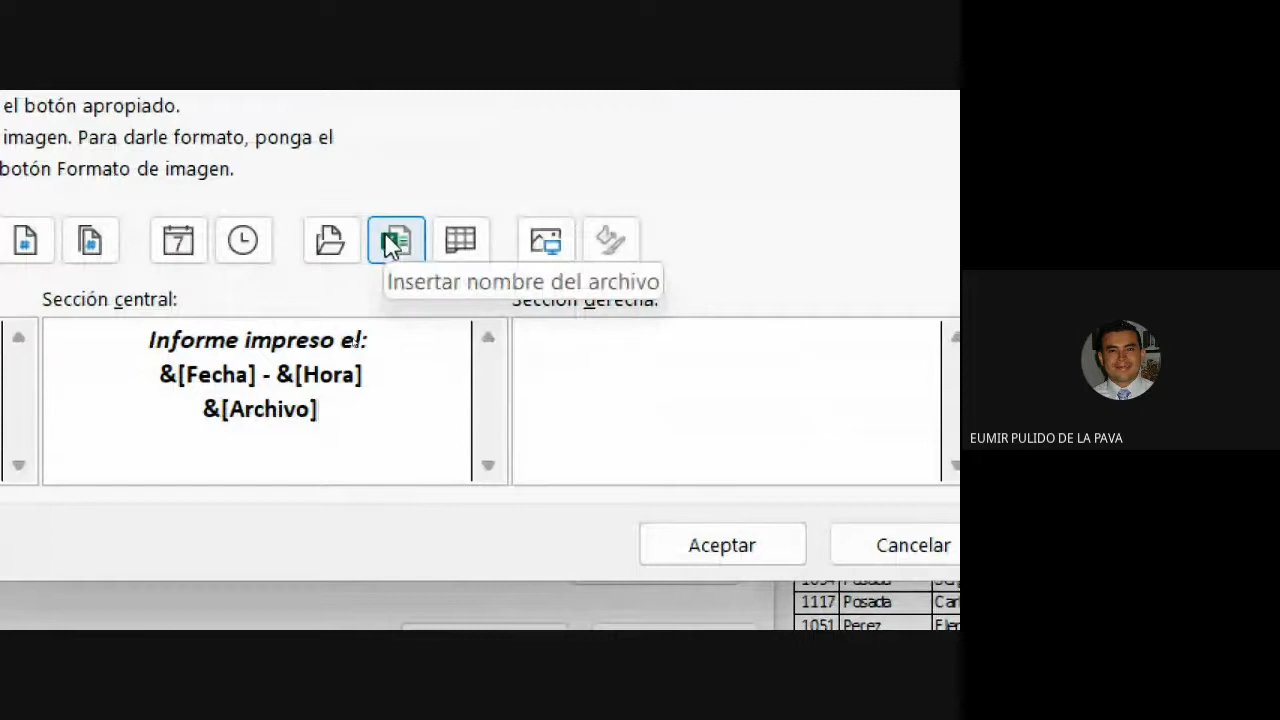 el botón apropiado.
imagen. Para darle formato, ponga el
botón Formato de imagen.
7
Insertar nombre del archivo
Sección central:
Sección derecha:
Informe impreso el:
&[Fecha] - &[Hora]
&[Archivo]
Aceptar
Cancelar
EUMIR PULIDO DE LA PAVA
1117 Posada
1051 Perez